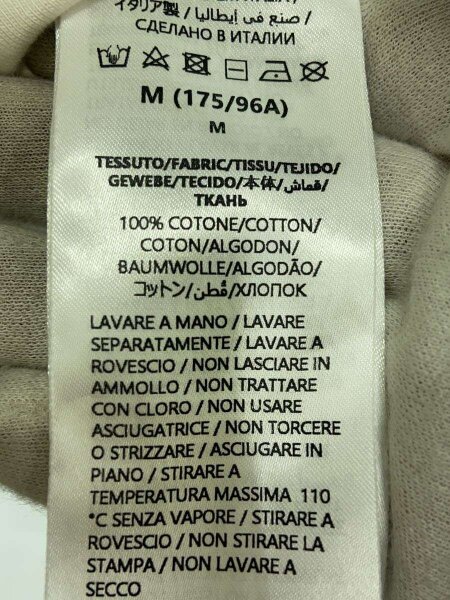 イタリア製 / صنع في إيطاليا /
СДЕЛАНО В ИТАЛИИ
M (175/96A)
M
TESSUTO/FABRIC/TISSU/TEJIDO/
GEWEBE/TECIDO/本体/قماش/
ТКАНЬ
100% COTONE/COTTON/
COTON/ALGODON/
BAUMWOLLE/ALGODÃO/
コットン/قطن/ХЛОПОК
LAVARE A MANO / LAVARE
SEPARATAMENTE / LAVARE A
ROVESCIO / NON LASCIARE IN
AMMOLLO / NON TRATTARE
CON CLORO / NON USARE
ASCIUGATRICE / NON TORCERE
O STRIZZARE / ASCIUGARE IN
PIANO / STIRARE A
TEMPERATURA MASSIMA 110
°C SENZA VAPORE / STIRARE A
ROVESCIO / NON STIRARE LA
STAMPA / NON LAVARE A
SECCO